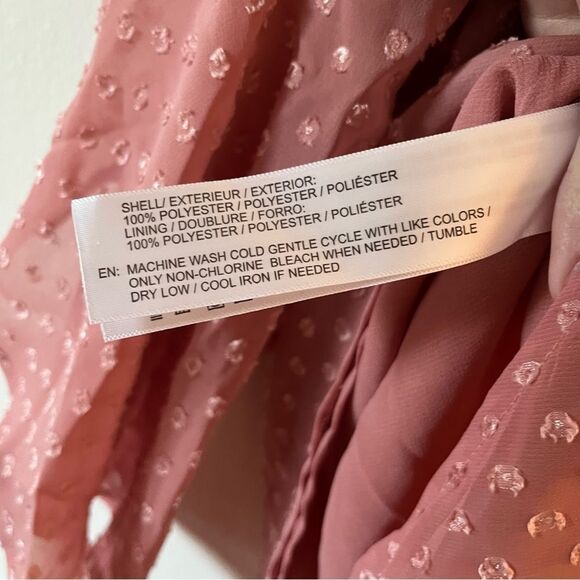 SHELL/ EXTERIEUR / EXTERIOR:
100% POLYESTER / POLYESTER / POLIÉSTER
LINING / DOUBLURE / FORRO:
100% POLYESTER / POLYESTER / POLIÉSTER
EN: MACHINE WASH COLD GENTLE CYCLE WITH LIKE COLORS /
ONLY NON-CHLORINE BLEACH WHEN NEEDED / TUMBLE
DRY LOW / COOL IRON IF NEEDED